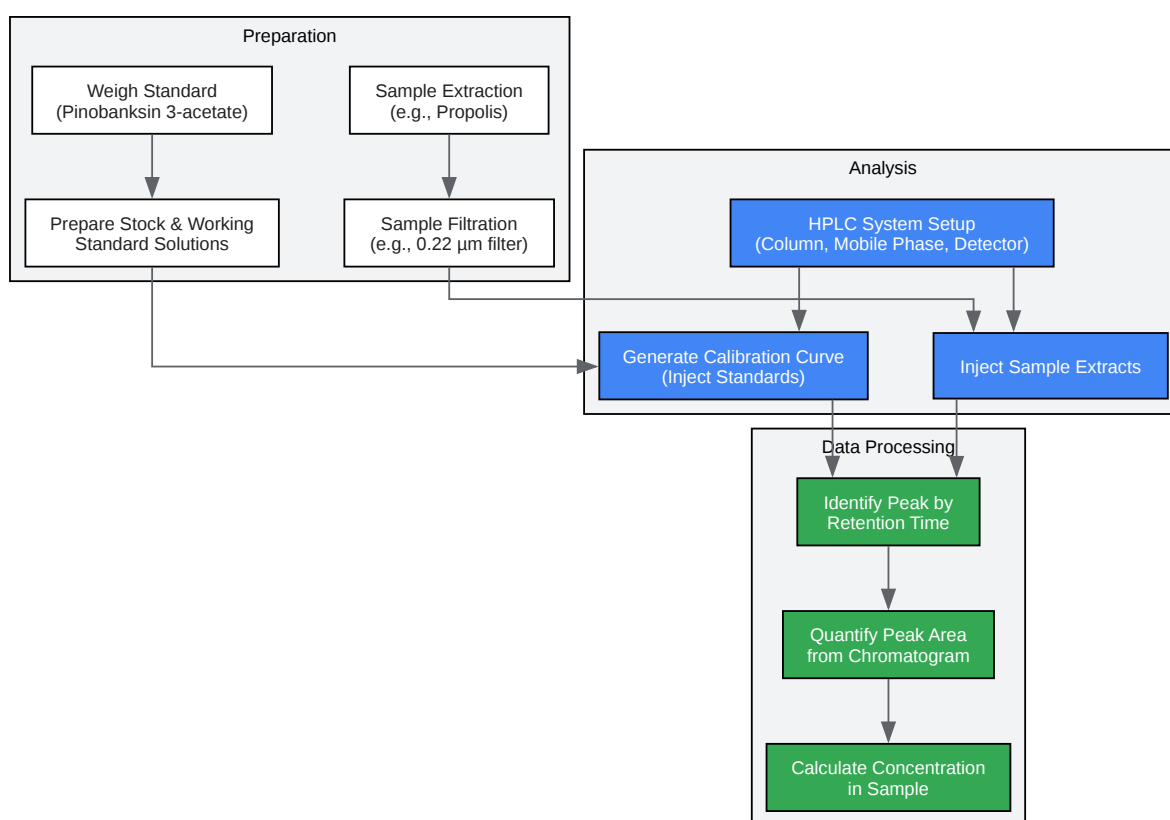 Preparation
Weigh Standard
(Pinobanksin 3-acetate)
Sample Extraction
(e.g., Propolis)
Prepare Stock & Working
Standard Solutions
Sample Filtration
(e.g., 0.22 µm filter)
Analysis
HPLC System Setup
(Column, Mobile Phase, Detector)
Generate Calibration Curve
(Inject Standards)
Inject Sample Extracts
Data Processing
Identify Peak by
Retention Time
Quantify Peak Area
from Chromatogram
Calculate Concentration
in Sample